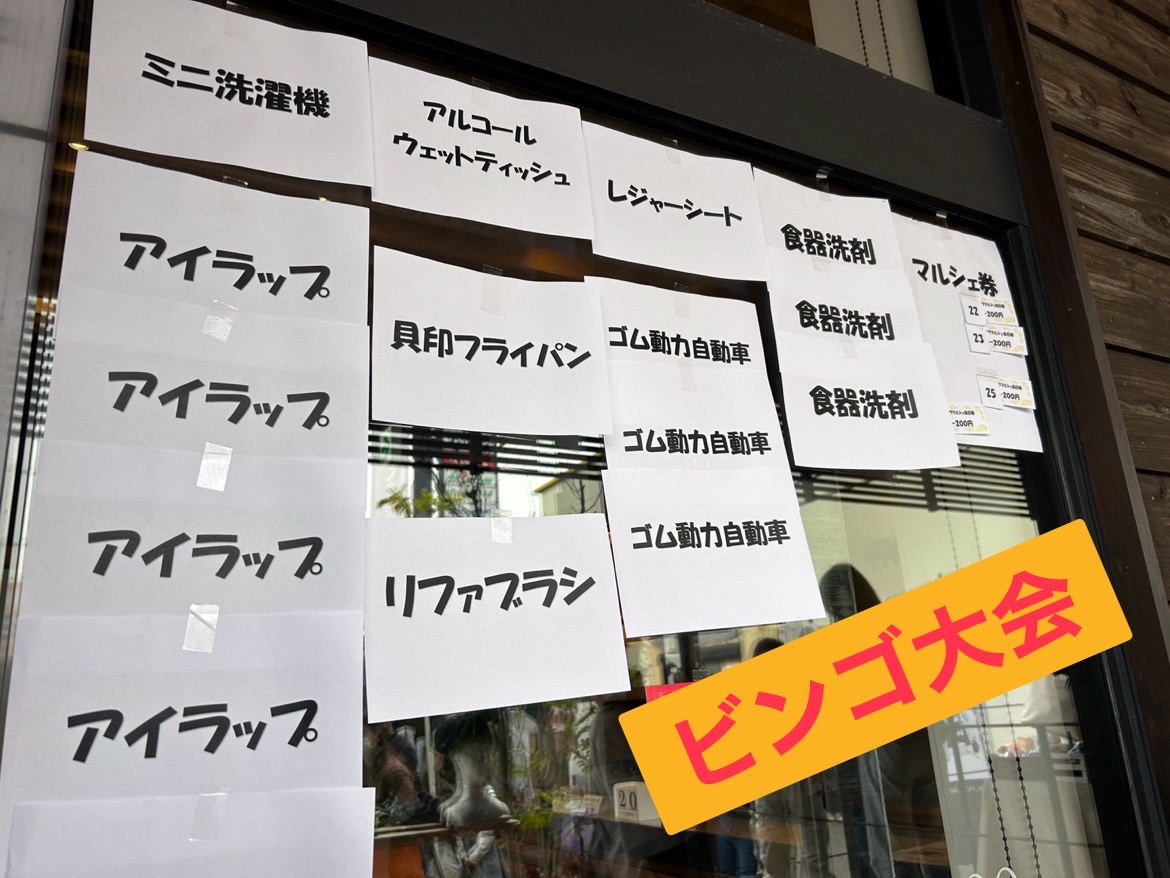 ミニ洗濯機
アルコール
ウェットティッシュ
レジャーシート
食器洗剤
食器洗剤
食器洗剤
マルシェ券
22
-200円
23
-200円
25
-200円
-200円
アイラップ
アイラップ
アイラップ
アイラップ
貝印フライパン
リファブラシ
ゴム動力自動車
ゴム動力自動車
ゴム動力自動車
20
ビンゴ大会